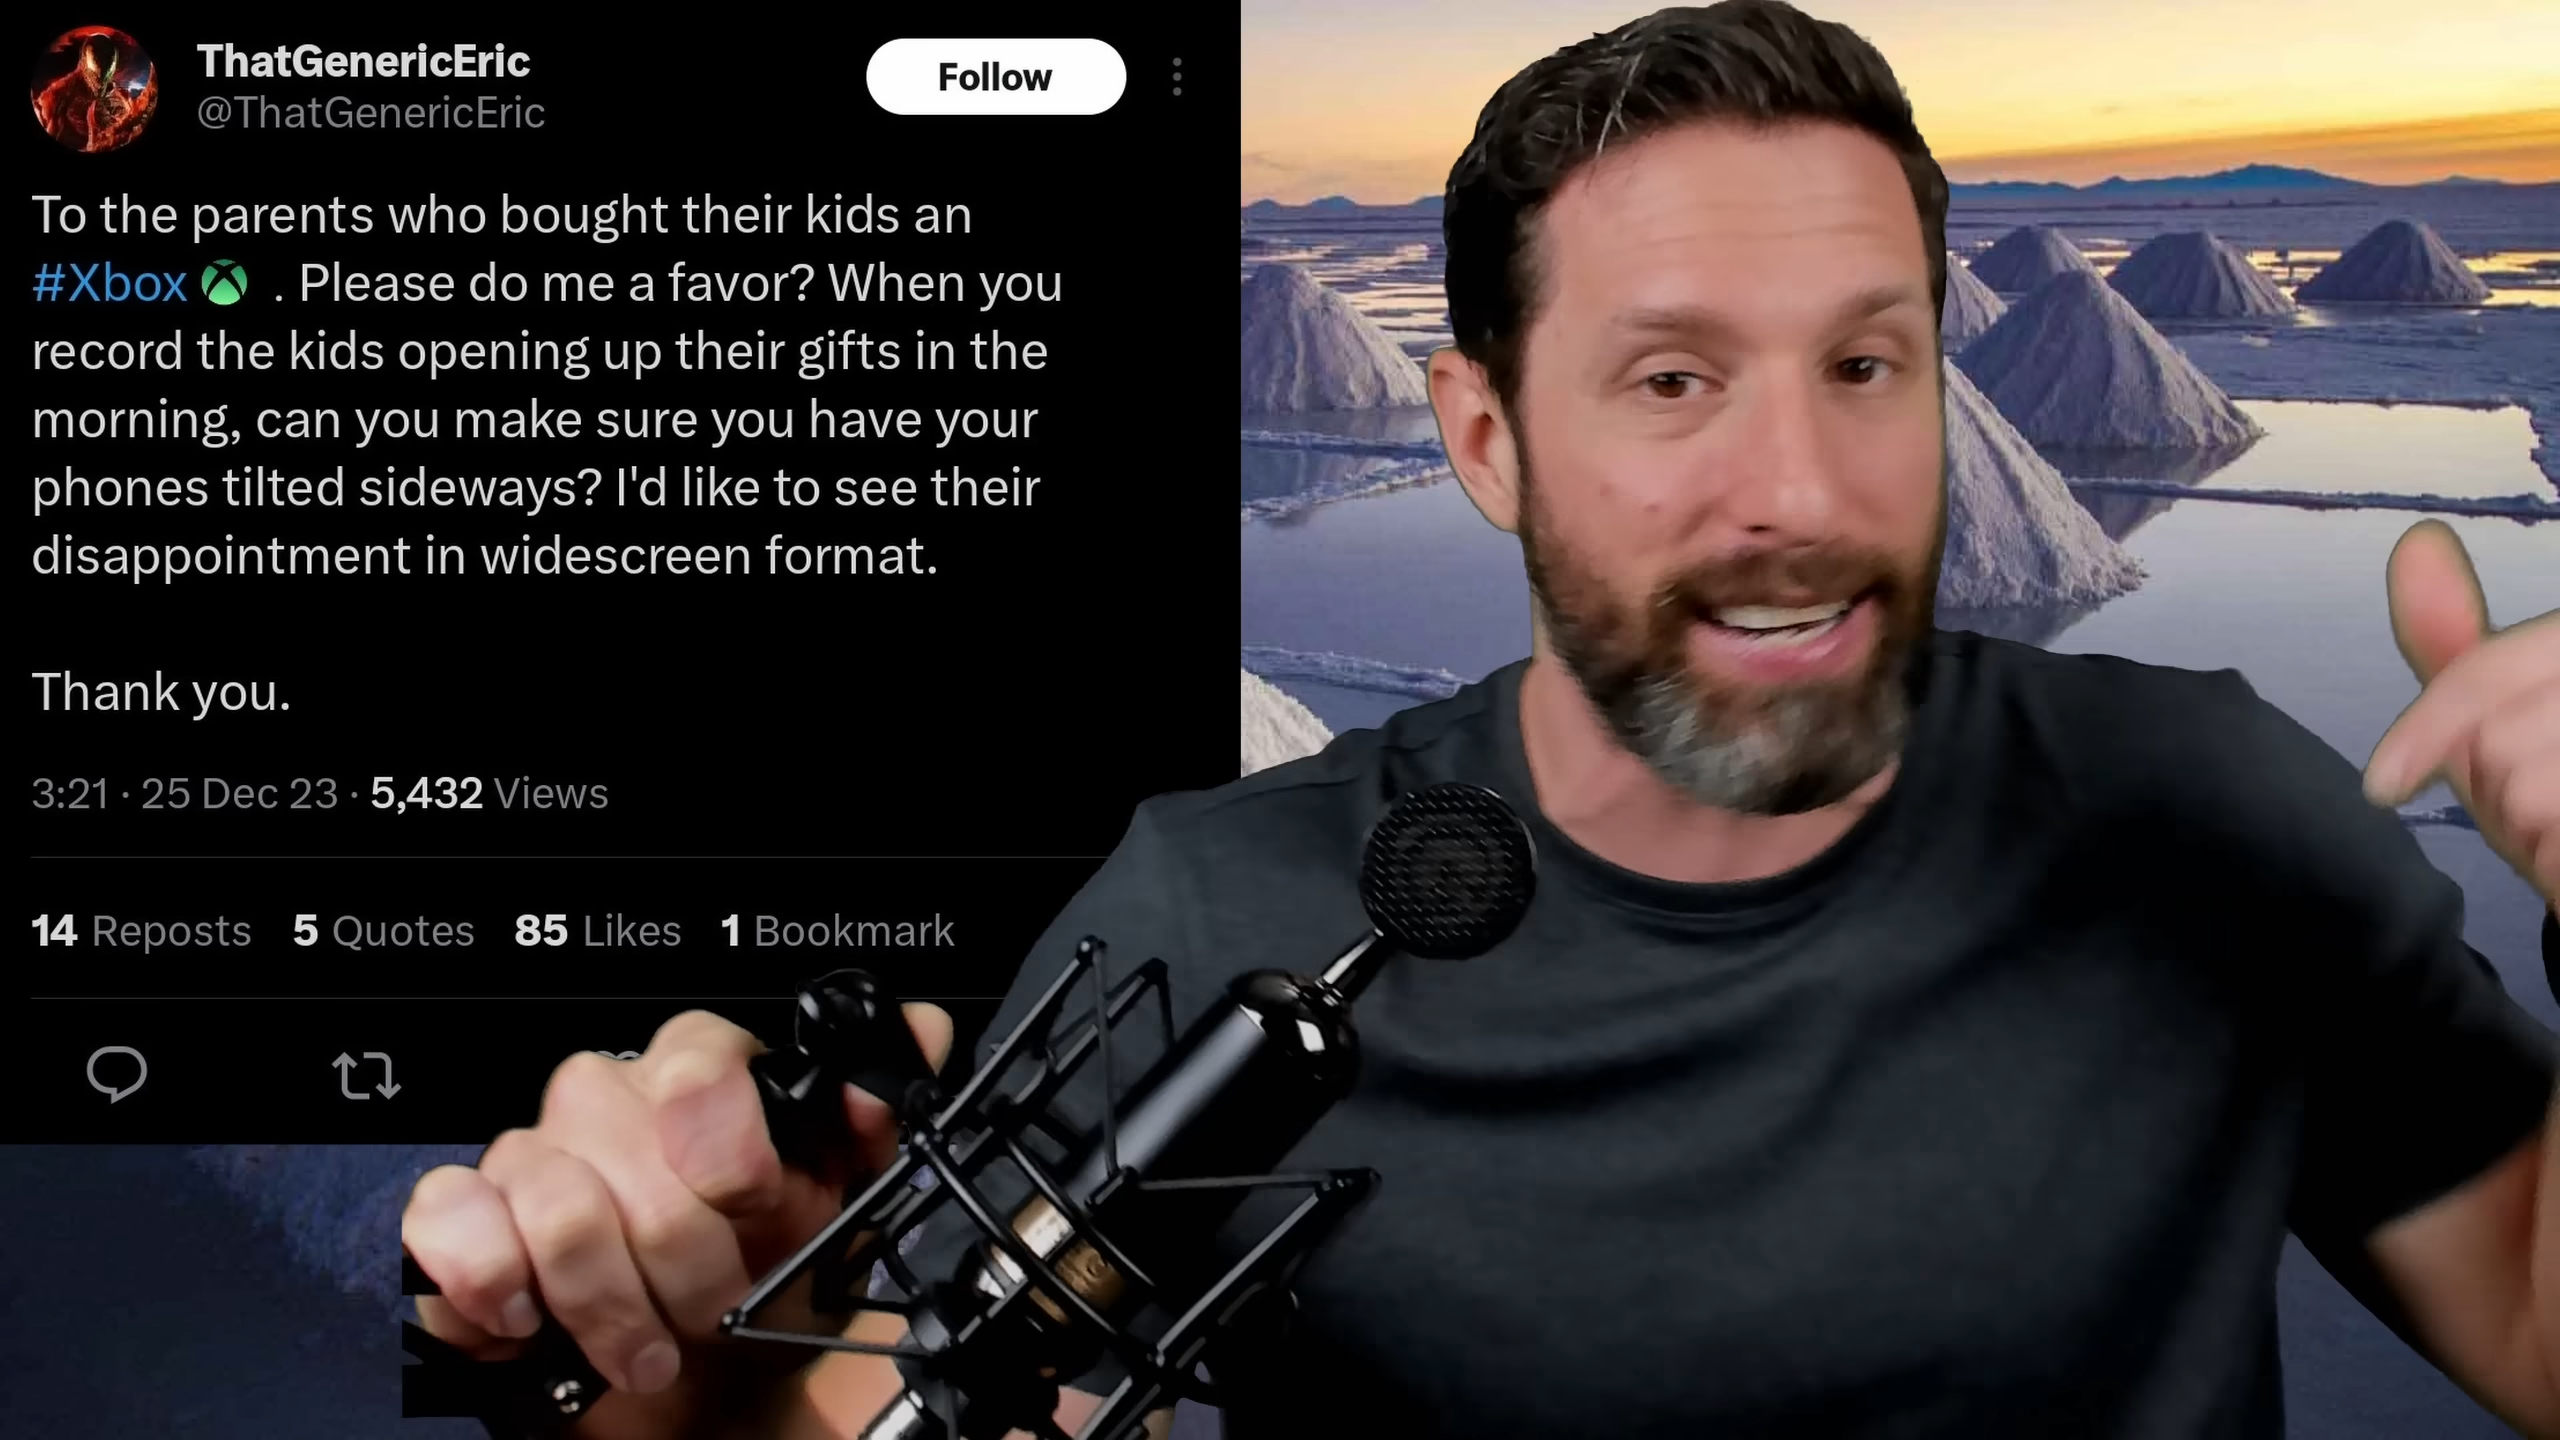 ThatGenericEric
@ThatGenericEric
Follow
To the parents who bought their kids an
#Xbox . Please do me a favor? When you
record the kids opening up their gifts in the
morning, can you make sure you have your
phones tilted sideways? I'd like to see their
disappointment in widescreen format.
Thank you.
3:21 · 25 Dec 23 · 5,432 Views
14 Reposts 5 Quotes 85 Likes 1 Bookmark